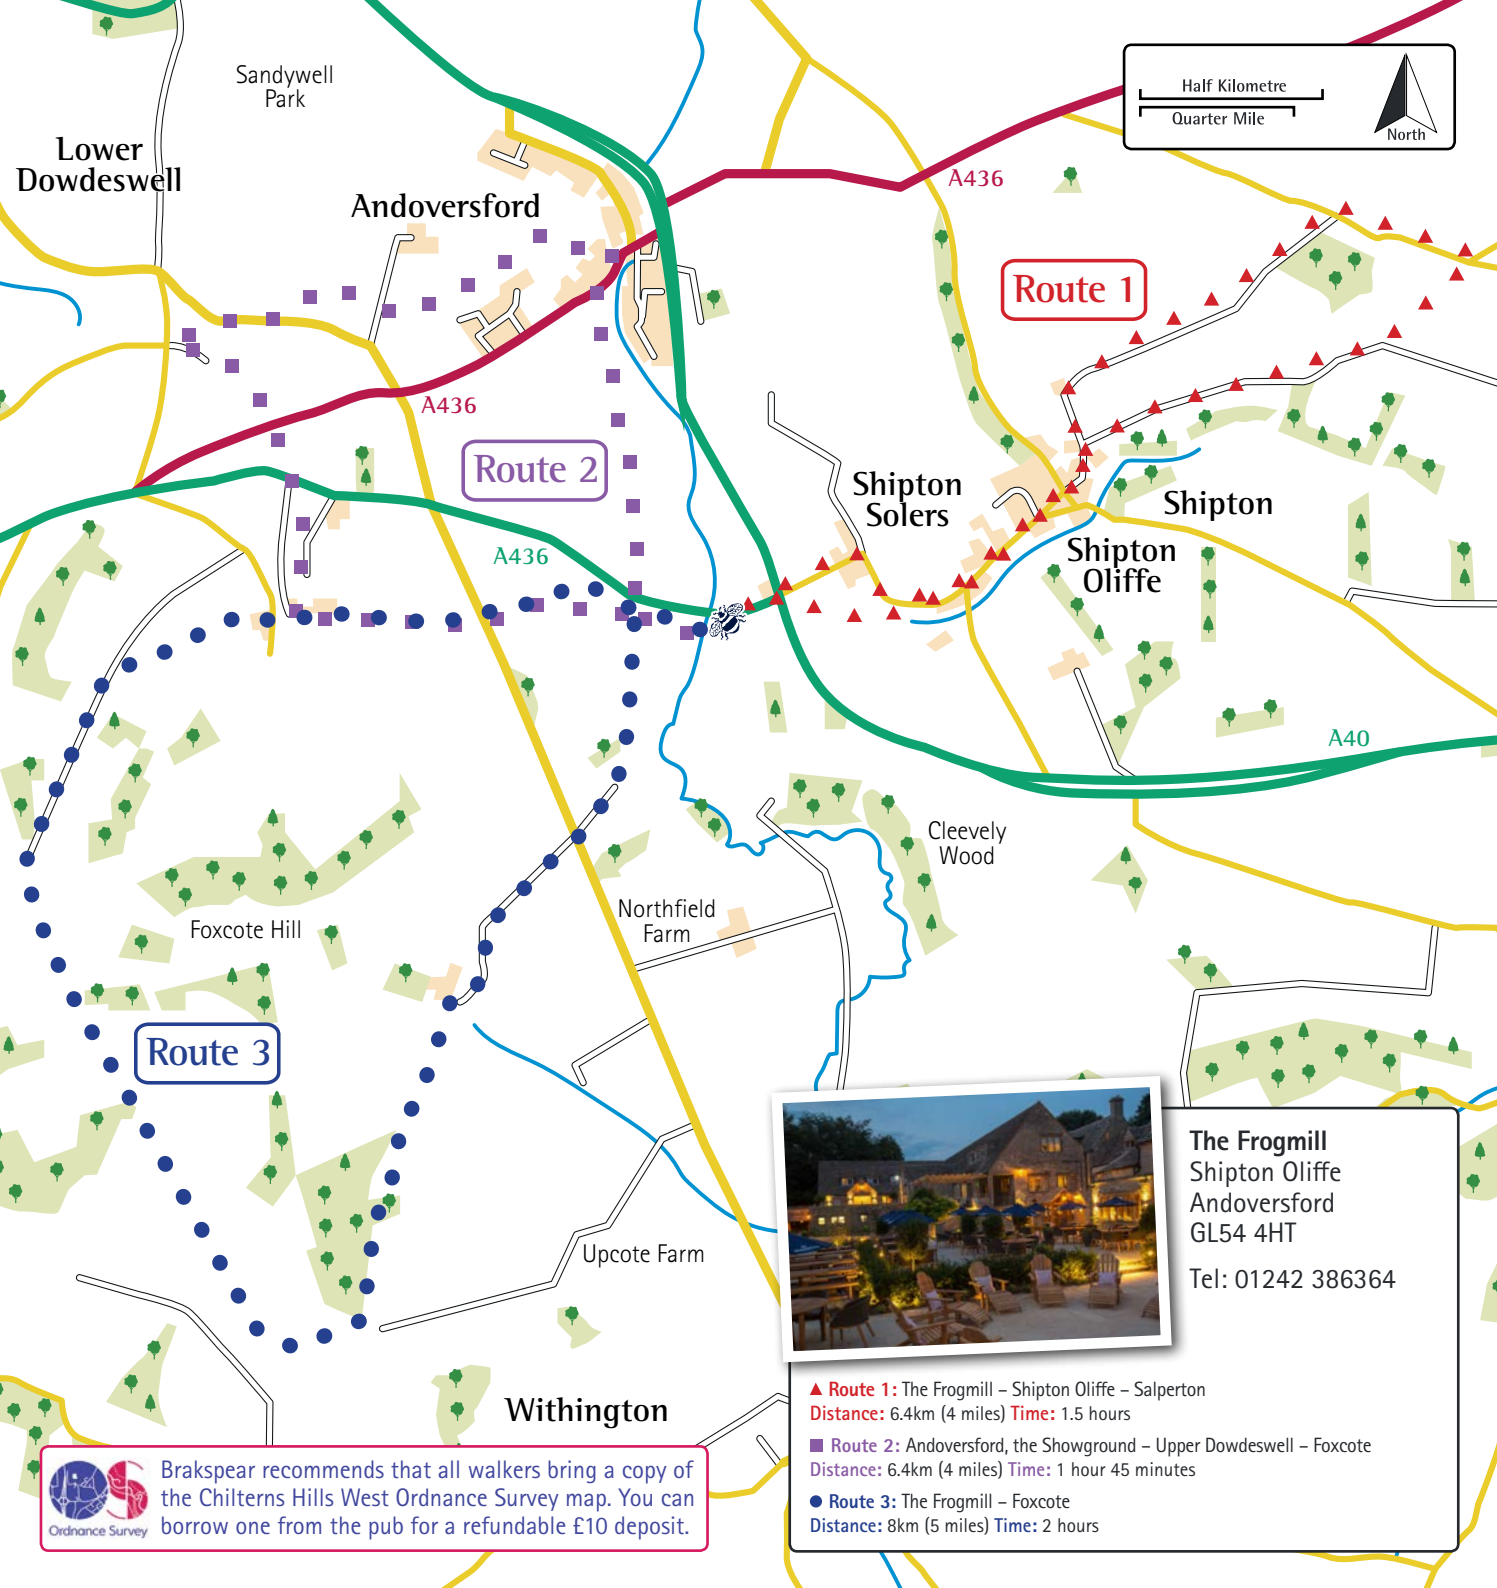 Sandywell
Park
Lower
Dowdeswell
Andoversford
Half Kilometre
Quarter Mile
North
A436
Route 1
A436
Route 2
A436
Shipton
Solers
Shipton
Shipton
Oliffe
A40
Cleevely
Wood
Northfield
Farm
Foxcote Hill
Route 3
Upcote Farm
Withington
The Frogmill
Shipton Oliffe
Andoversford
GL54 4HT
Tel: 01242 386364
Route 1: The Frogmill – Shipton Oliffe – Salperton
Distance: 6.4km (4 miles) Time: 1.5 hours
Route 2: Andoversford, the Showground – Upper Dowdeswell – Foxcote
Distance: 6.4km (4 miles) Time: 1 hour 45 minutes
Route 3: The Frogmill – Foxcote
Distance: 8km (5 miles) Time: 2 hours
OS
Ordnance Survey
Brakspear recommends that all walkers bring a copy of
the Chilterns Hills West Ordnance Survey map. You can
borrow one from the pub for a refundable £10 deposit.